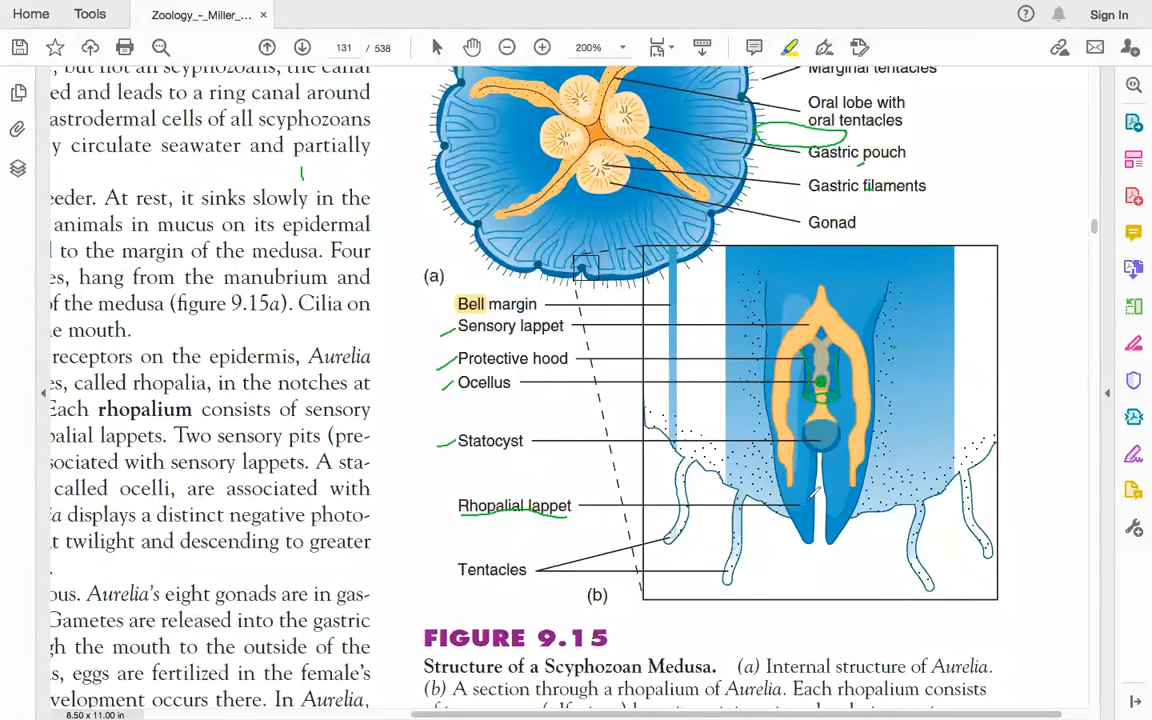 Home
Tools
Zoology_-_Miller_... ×
Sign In
131 / 538
200%
, but not all scyphozoans, the canal
ed and leads to a ring canal around
astrodermal cells of all scyphozoans
y circulate seawater and partially
eeder. At rest, it sinks slowly in the
animals in mucus on its epidermal
l to the margin of the medusa. Four
es, hang from the manubrium and
of the medusa (figure 9.15a). Cilia on
e mouth.
receptors on the epidermis, Aurelia
es, called rhopalia, in the notches at
Each rhopalium consists of sensory
palial lappets. Two sensory pits (pre-
sociated with sensory lappets. A sta-
called ocelli, are associated with
ia displays a distinct negative photo-
t twilight and descending to greater
.
ous. Aurelia's eight gonads are in gas-
Gametes are released into the gastric
gh the mouth to the outside of the
s, eggs are fertilized in the female's
velopment occurs there. In Aurelia,
8.50 x 11.00 in
Marginal tentacles
Oral lobe with
oral tentacles
Gastric pouch
Gastric filaments
Gonad
(a)
Bell margin
Sensory lappet
Protective hood
Ocellus
Statocyst
Rhopalial lappet
Tentacles
(b)
FIGURE 9.15
Structure of a Scyphozoan Medusa. (a) Internal structure of Aurelia.
(b) A section through a rhopalium of Aurelia. Each rhopalium consists